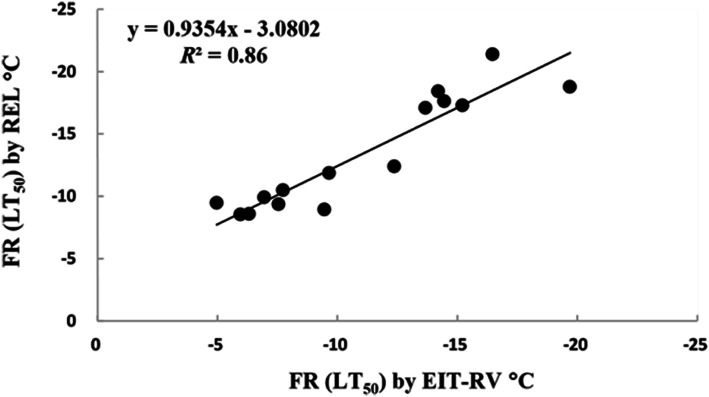 y = 0.9354x - 3.0802
R² = 0.86
FR (LT50) by REL °C
-25
-20
-15
-10
-5
0
0 -5 -10 -15 -20 -25
FR (LT50) by EIT-RV °C